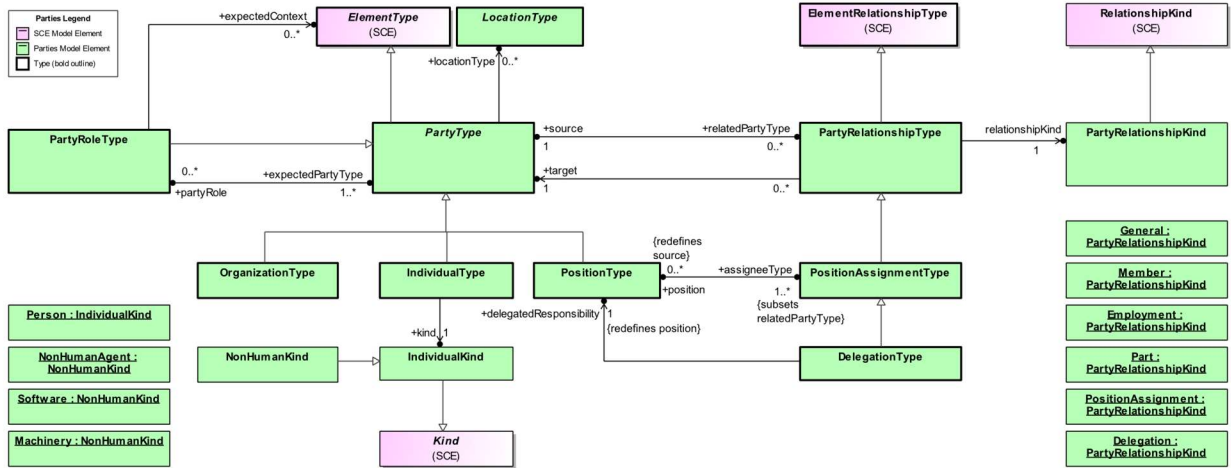 Parties Legend
SCE Model Element
Parties Model Element
Type (bold outline)
+expectedContext
0..*
ElementType
(SCE)
LocationType
+locationType
0..*
ElementRelationshipType
(SCE)
RelationshipKind
(SCE)
PartyRoleType
PartyType
+source
1
+relatedPartyType
0..*
PartyRelationshipType
relationshipKind
1
PartyRelationshipKind
0..*
+partyRole
+expectedPartyType
1..*
+target
1
0..*
OrganizationType
IndividualType
PositionType
{redefines
source}
0..*
+position
+assigneeType
1..*
{subsets
relatedPartyType}
PositionAssignmentType
+kind
1
+delegatedResponsibility
1
{redefines position}
NonHumanKind
IndividualKind
DelegationType
Kind
(SCE)
Person : IndividualKind
NonHumanAgent :
NonHumanKind
Software : NonHumanKind
Machinery : NonHumanKind
General :
PartyRelationshipKind
Member :
PartyRelationshipKind
Employment :
PartyRelationshipKind
Part :
PartyRelationshipKind
PositionAssignment :
PartyRelationshipKind
Delegation :
PartyRelationshipKind